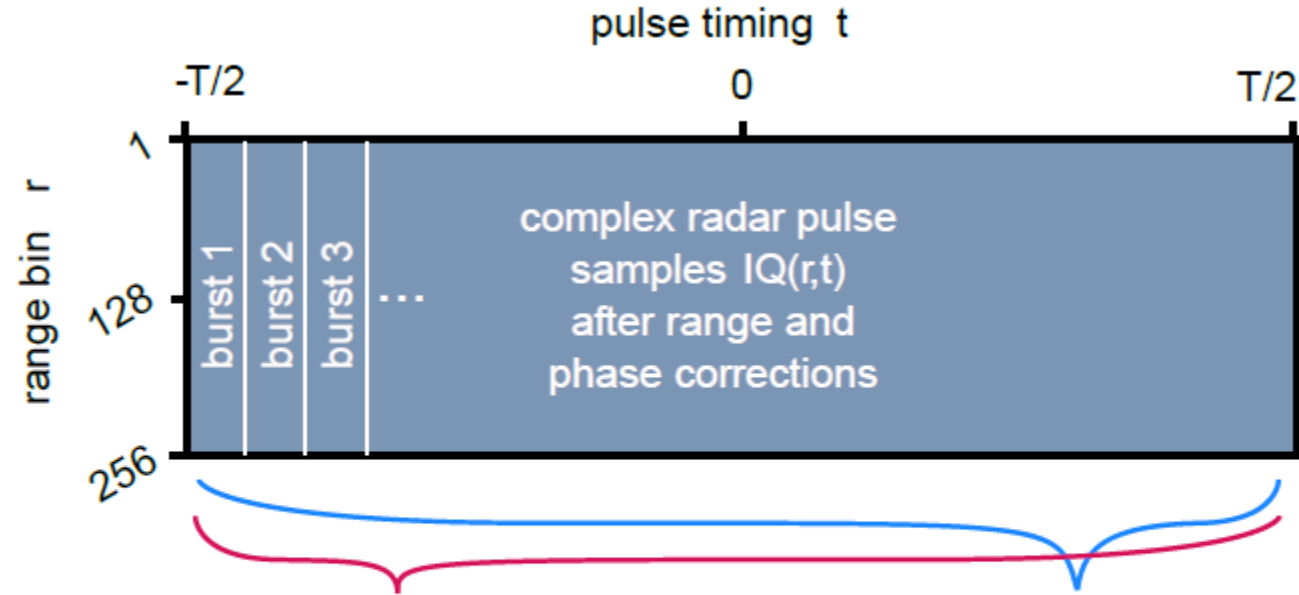 pulse timing t
-T/2 0 T/2
range bin r
1
128
256
burst 1
burst 2
burst 3
...
complex radar pulse
samples IQ(r,t)
after range and
phase corrections